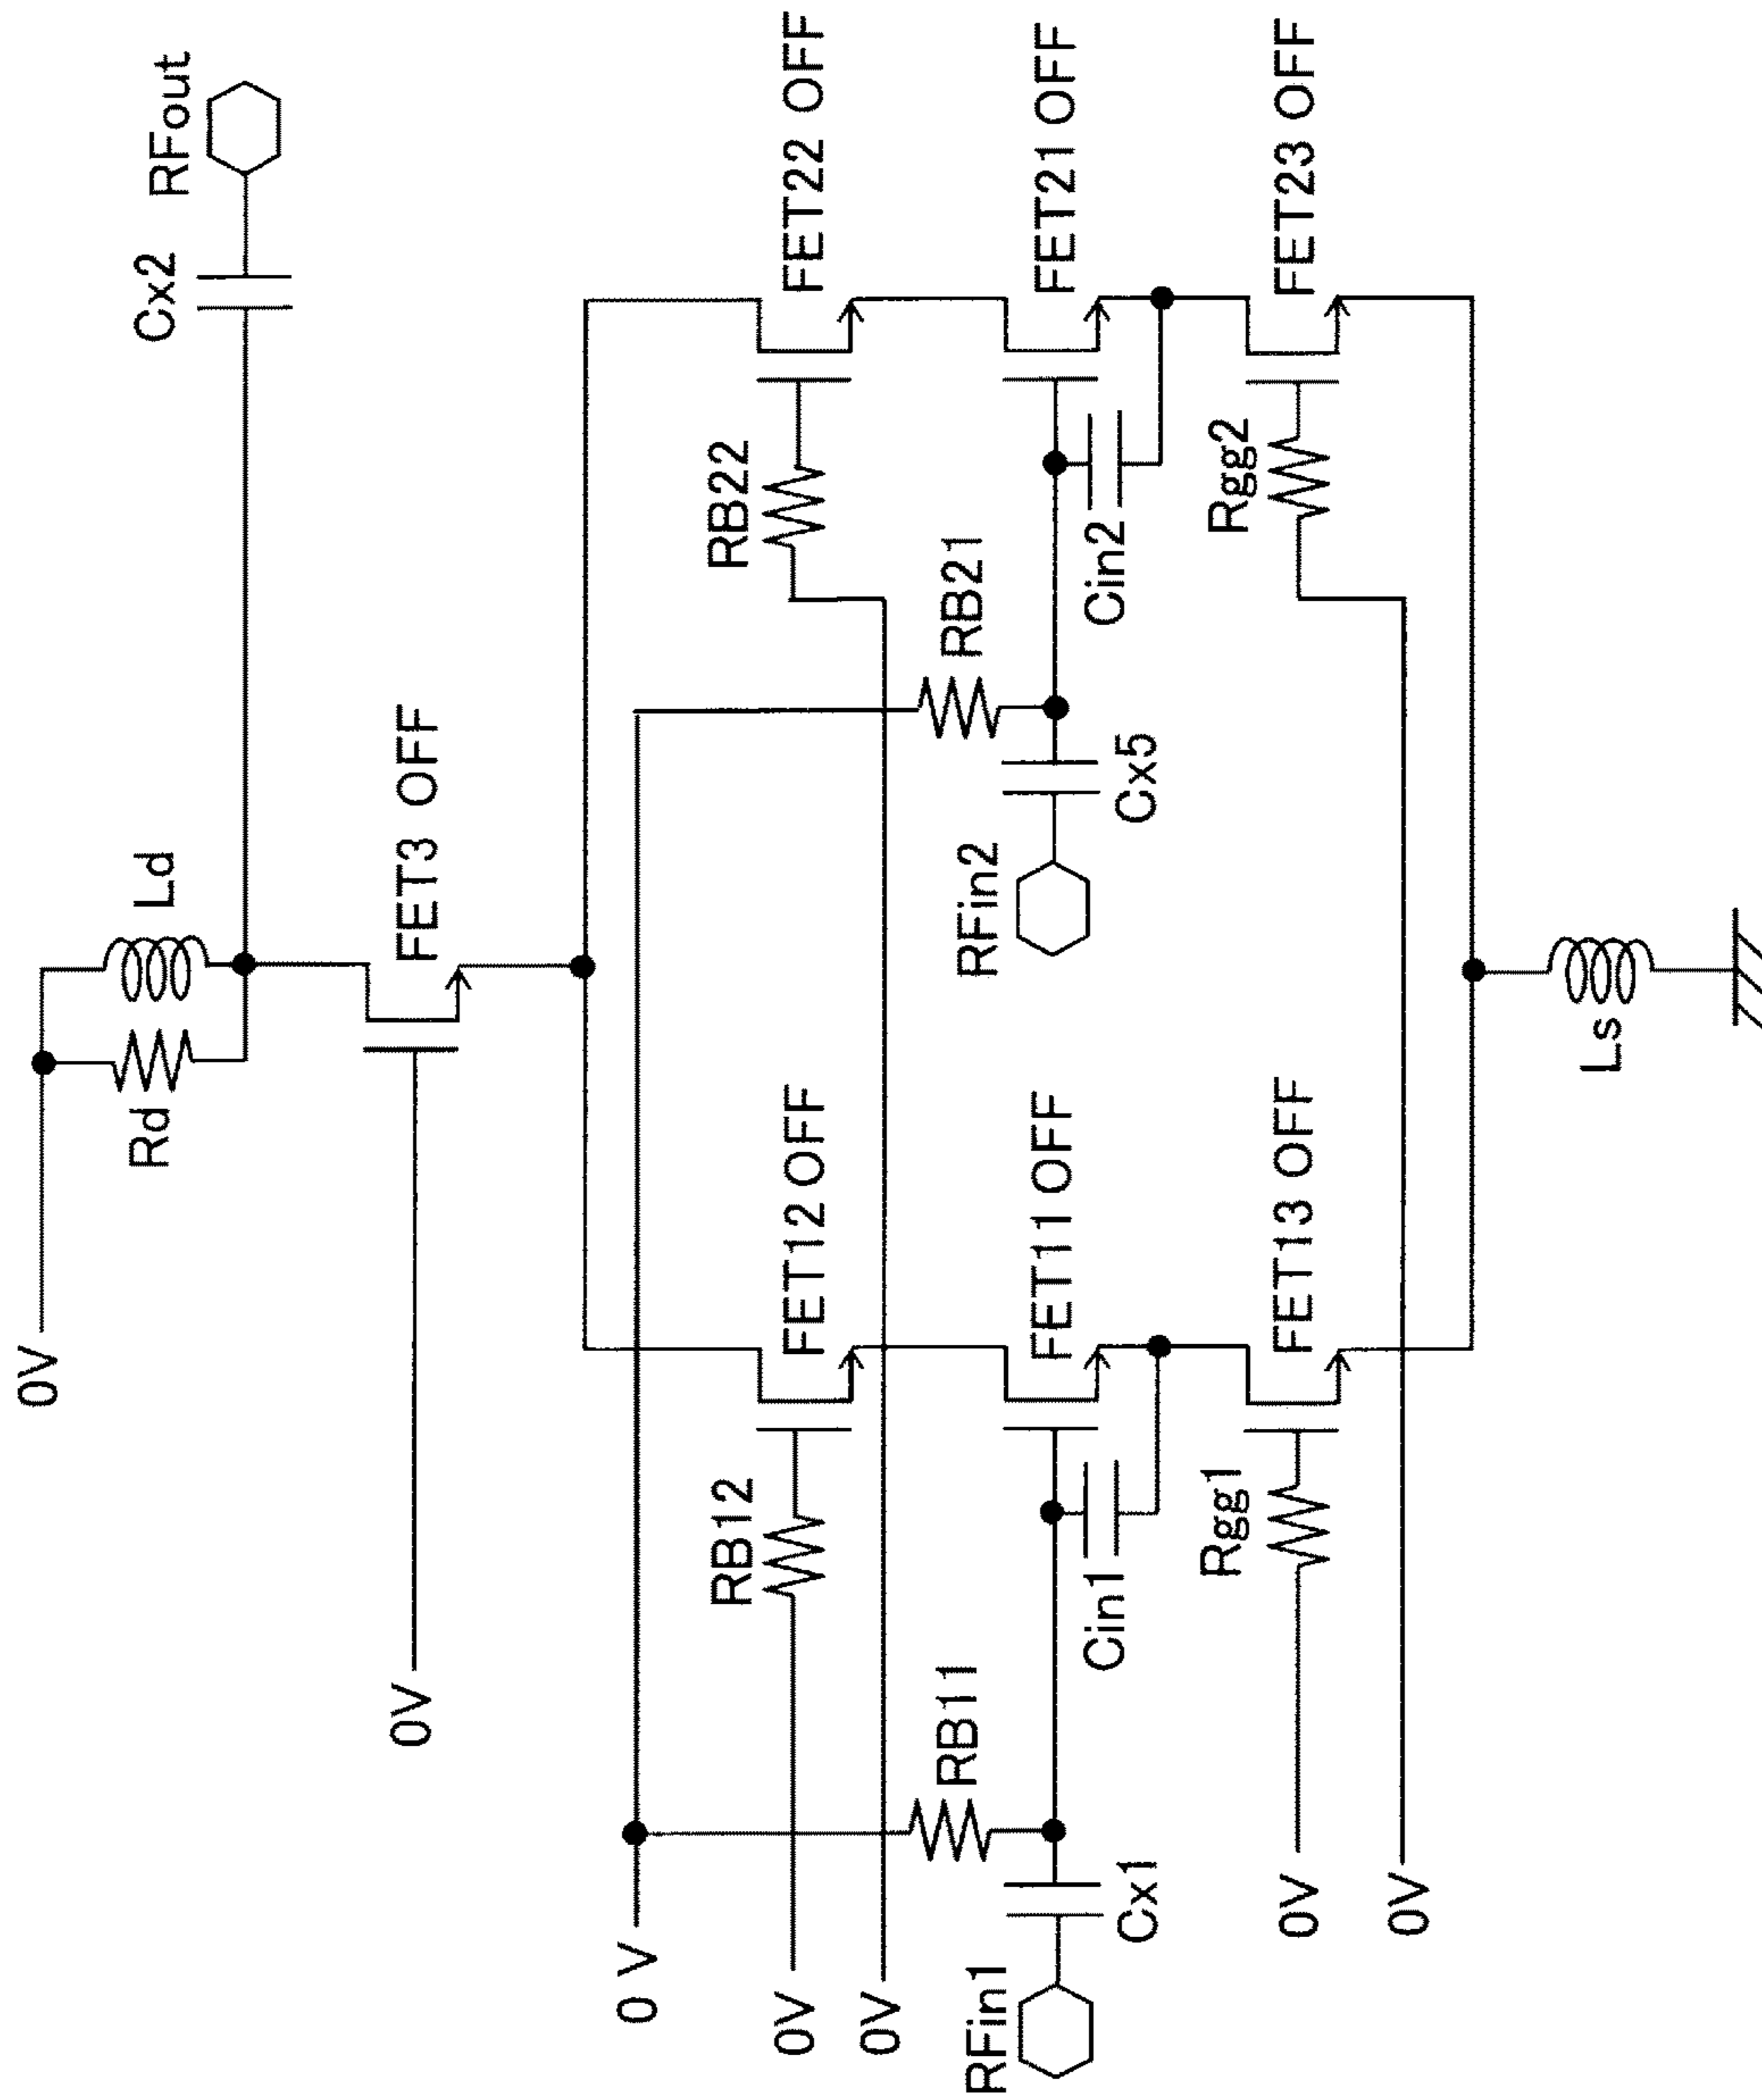 0V
Rd
Ld
Cx2
RFout
0V
FET3 OFF
0 V
0V
RB12
FET12 OFF
RB22
FET22 OFF
0V
RB11
RB21
RFin1
Cx1
Cin1
FET11 OFF
RFin2
Cx5
Cin2
FET21 OFF
0V
Rgg1
FET13 OFF
Rgg2
FET23 OFF
0V
Ls